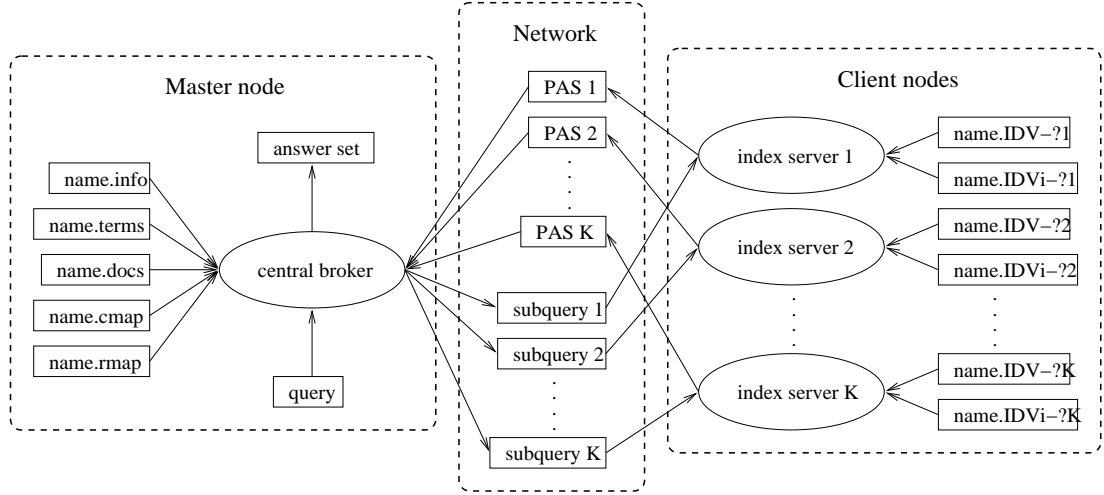 Network
Master node
Client nodes
PAS 1
PAS 2
PAS K
subquery 1
subquery 2
subquery K
answer set
name.info
name.terms
name.docs
name.cmap
name.rmap
central broker
query
index server 1
index server 2
index server K
name.IDV−?1
name.IDVi−?1
name.IDV−?2
name.IDVi−?2
name.IDV−?K
name.IDVi−?K